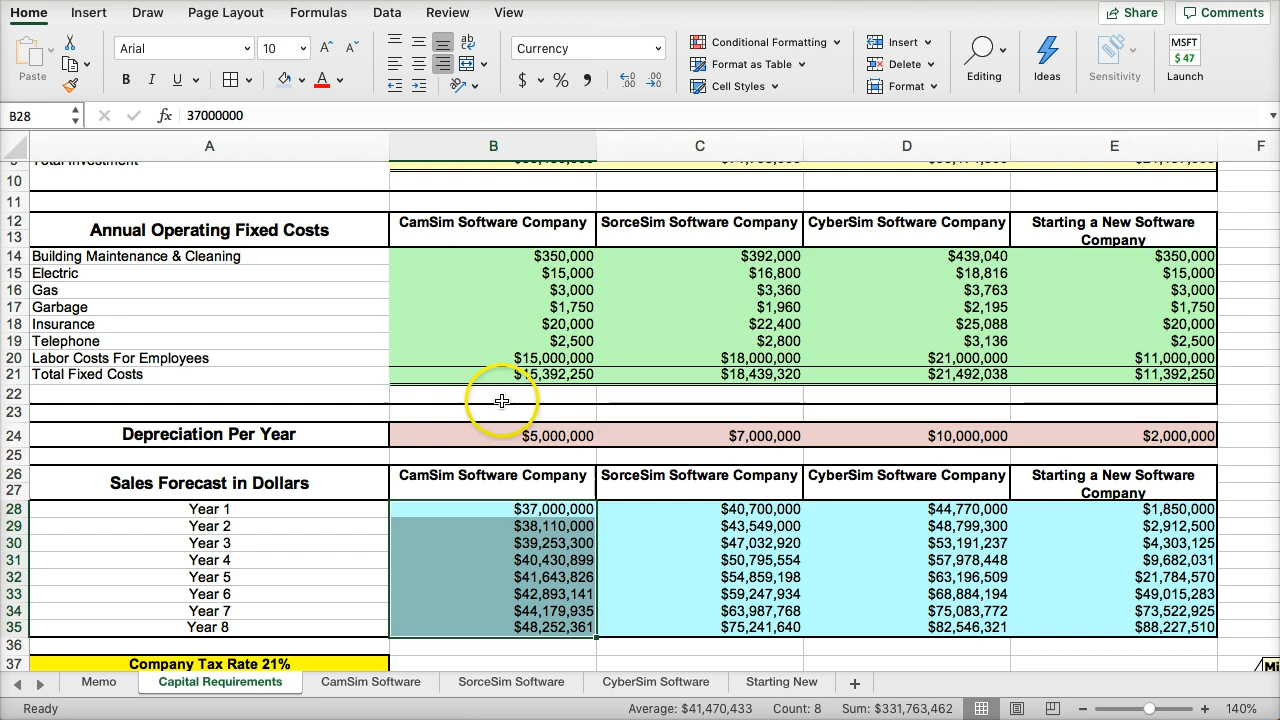 Home Insert Draw Page Layout Formulas Data Review View Share Comments
Paste Arial 10 A A ab Currency Conditional Formatting Insert Editing Ideas Sensitivity MSFT $ 47 Launch
B I U A $ % Format as Table Delete
Cell Styles Format
B28 fx 37000000
A B C D E F
9 Total Investment
10
11
12 Annual Operating Fixed Costs CamSim Software Company SorceSim Software Company CyberSim Software Company Starting a New Software
13 Company
14 Building Maintenance & Cleaning $350,000 $392,000 $439,040 $350,000
15 Electric $15,000 $16,800 $18,816 $15,000
16 Gas $3,000 $3,360 $3,763 $3,000
17 Garbage $1,750 $1,960 $2,195 $1,750
18 Insurance $20,000 $22,400 $25,088 $20,000
19 Telephone $2,500 $2,800 $3,136 $2,500
20 Labor Costs For Employees $15,000,000 $18,000,000 $21,000,000 $11,000,000
21 Total Fixed Costs $15,392,250 $18,439,320 $21,492,038 $11,392,250
22
23
24 Depreciation Per Year $5,000,000 $7,000,000 $10,000,000 $2,000,000
25
26 Sales Forecast in Dollars CamSim Software Company SorceSim Software Company CyberSim Software Company Starting a New Software
27 Company
28 Year 1 $37,000,000 $40,700,000 $44,770,000 $1,850,000
29 Year 2 $38,110,000 $43,549,000 $48,799,300 $2,912,500
30 Year 3 $39,253,300 $47,032,920 $53,191,237 $4,303,125
31 Year 4 $40,430,899 $50,795,554 $57,978,448 $9,682,031
32 Year 5 $41,643,826 $54,859,198 $63,196,509 $21,784,570
33 Year 6 $42,893,141 $59,247,934 $68,884,194 $49,015,283
34 Year 7 $44,179,935 $63,987,768 $75,083,772 $73,522,925
35 Year 8 $48,252,361 $75,241,640 $82,546,321 $88,227,510
36
37 Company Tax Rate 21% Mi
Memo Capital Requirements CamSim Software SorceSim Software CyberSim Software Starting New +
Ready Average: $41,470,433 Count: 8 Sum: $331,763,462 - + 140%